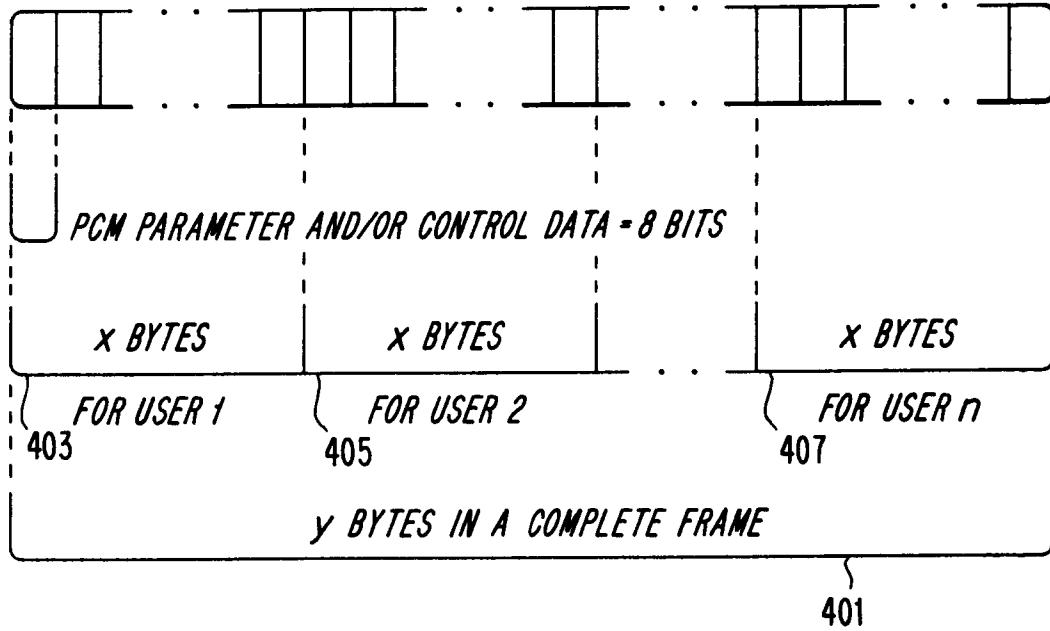 PCM PARAMETER AND/OR CONTROL DATA = 8 BITS
x BYTES x BYTES x BYTES
FOR USER 1 FOR USER 2 FOR USER n
403 405 407
y BYTES IN A COMPLETE FRAME
401